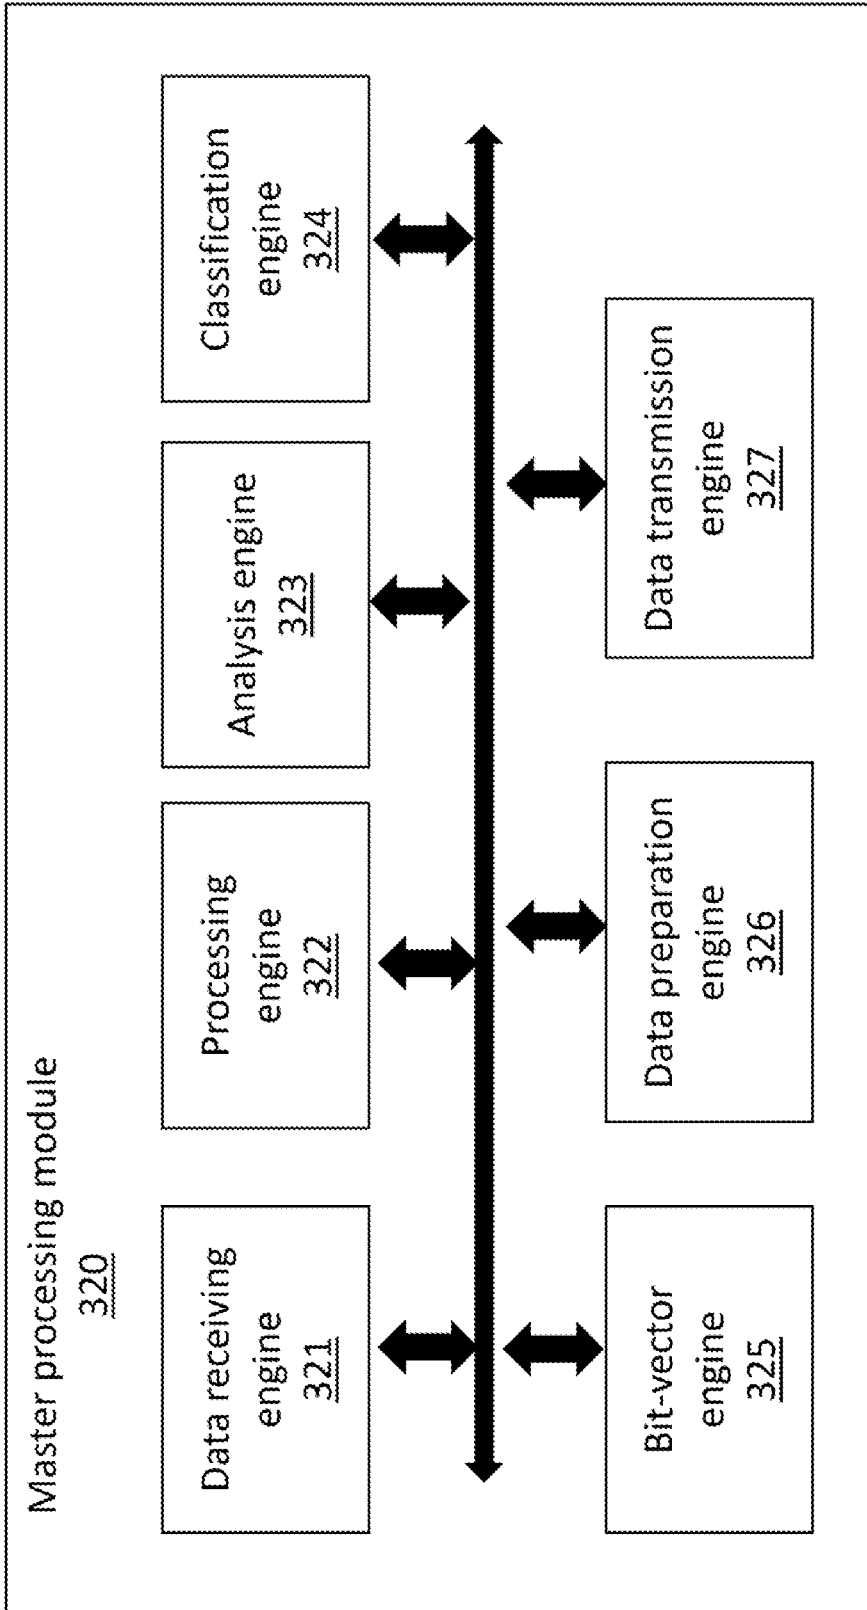 Master processing module
320
Data receiving
engine
321
Processing
engine
322
Analysis engine
323
Classification
engine
324
Bit-vector
engine
325
Data preparation
engine
326
Data transmission
engine
327